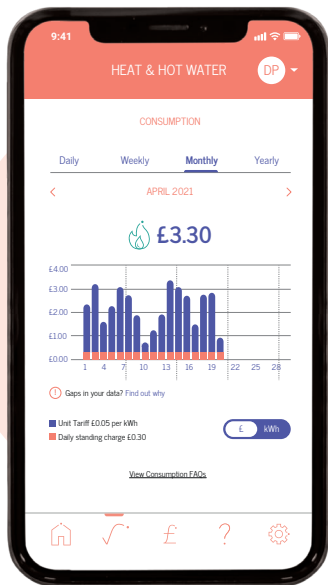 9:41
HEAT & HOT WATER
DP
CONSUMPTION
Daily Weekly Monthly Yearly
APRIL 2021
£3.30
£4.00
£3.00
£2.00
£1.00
£0.00
1 4 7 10 13 16 19 22 25 28
! Gaps in your data? Find out why
Unit Tariff £0.05 per kWh
Daily standing charge £0.30
£ kWh
View Consumption FAQs
£ ?